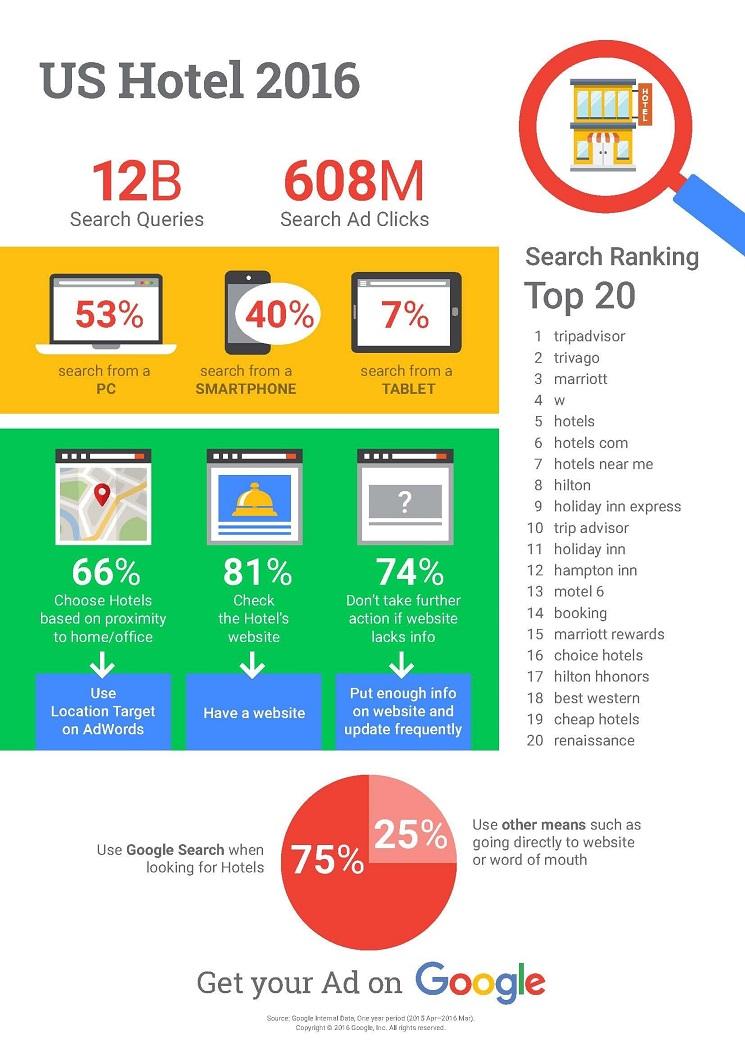 US Hotel 2016
HOTEL
12B
Search Queries
608M
Search Ad Clicks
53%
search from a
PC
40%
search from a
SMARTPHONE
7%
search from a
TABLET
66%
Choose Hotels
based on proximity
to home/office
Use
Location Target
on AdWords
81%
Check
the Hotel's
website
Have a website
?
74%
Don't take further
action if website
lacks info
Put enough info
on website and
update frequently
Search Ranking
Top 20
1 tripadvisor
2 trivago
3 marriott
4 w
5 hotels
6 hotels com
7 hotels near me
8 hilton
9 holiday inn express
10 trip advisor
11 holiday inn
12 hampton inn
13 motel 6
14 booking
15 marriott rewards
16 choice hotels
17 hilton hhonors
18 best western
19 cheap hotels
20 renaissance
Use Google Search when
looking for Hotels
75%
25%
Use other means such as
going directly to website
or word of mouth
Get your Ad on Google
Source: Google Internal Data, One year period (2015 Apr–2016 Mar).
Copyright © 2016 Google, Inc. All rights reserved.